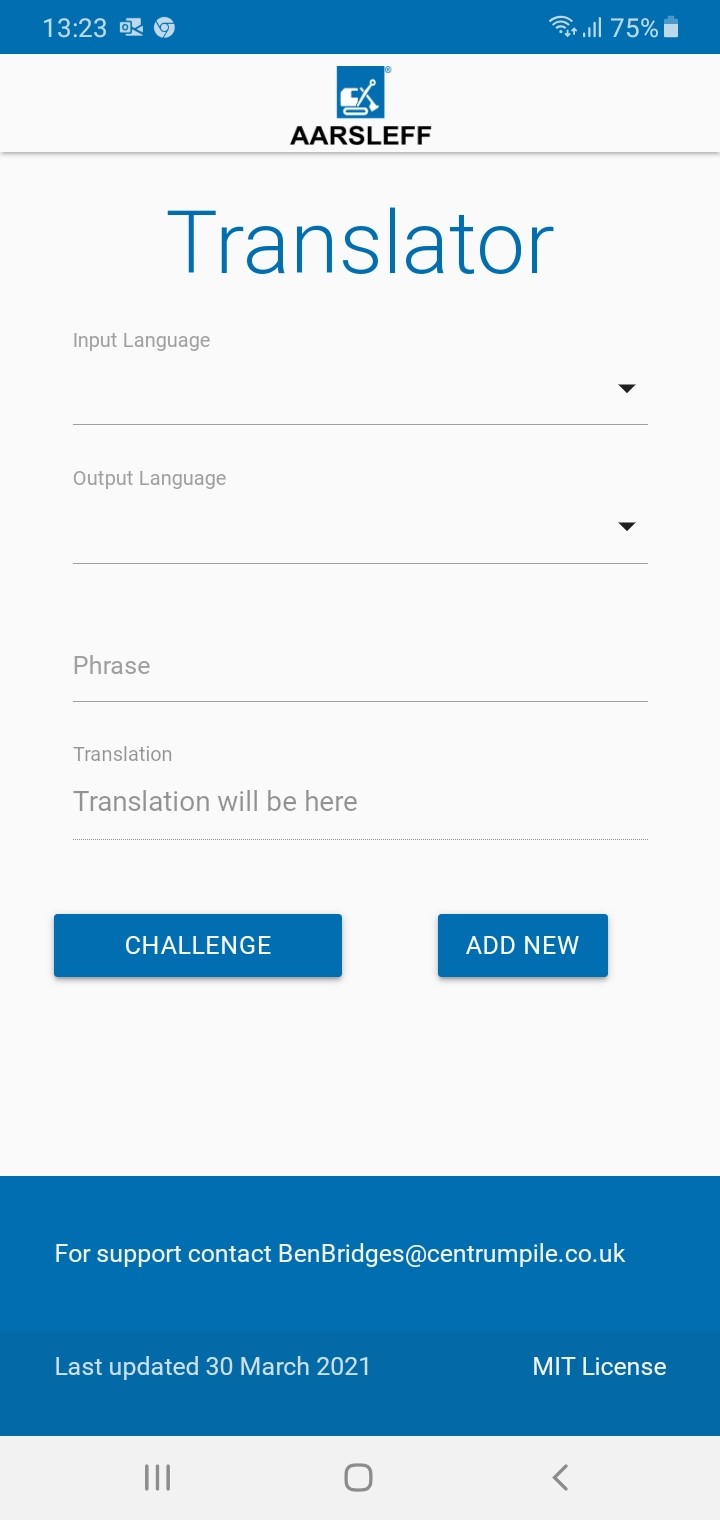 13:23
75%
®
AARSLEFF
Translator
Input Language
Output Language
Phrase
Translation
Translation will be here
CHALLENGE
ADD NEW
For support contact BenBridges@centrumpile.co.uk
Last updated 30 March 2021
MIT License